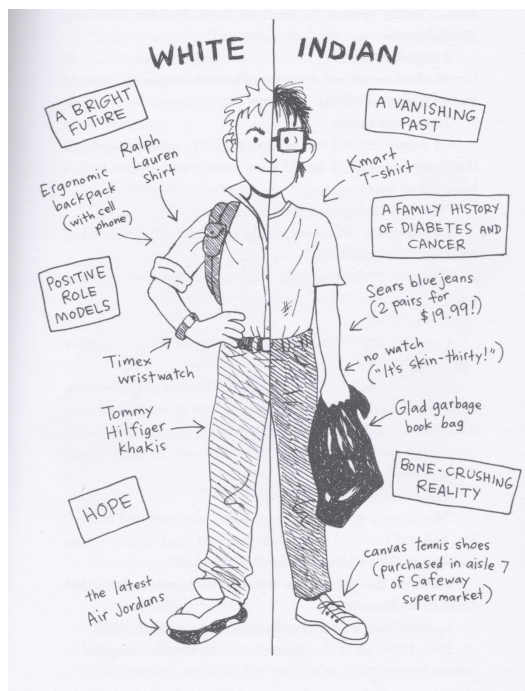 WHITE
INDIAN
A BRIGHT
FUTURE
Ralph
Lauren
shirt
Ergonomic
backpack
(with cell
phone)
POSITIVE
ROLE
MODELS
Timex
wristwatch
Tommy
Hilfiger
khakis
HOPE
the latest
Air Jordans
A VANISHING
PAST
Kmart
T-shirt
A FAMILY HISTORY
OF DIABETES AND
CANCER
Sears blue jeans
(2 pairs for
$19.99!)
no watch
("It's skin-thirty!")
Glad garbage
book bag
BONE-CRUSHING
REALITY
canvas tennis shoes
(purchased in aisle 7
of Safeway
supermarket)